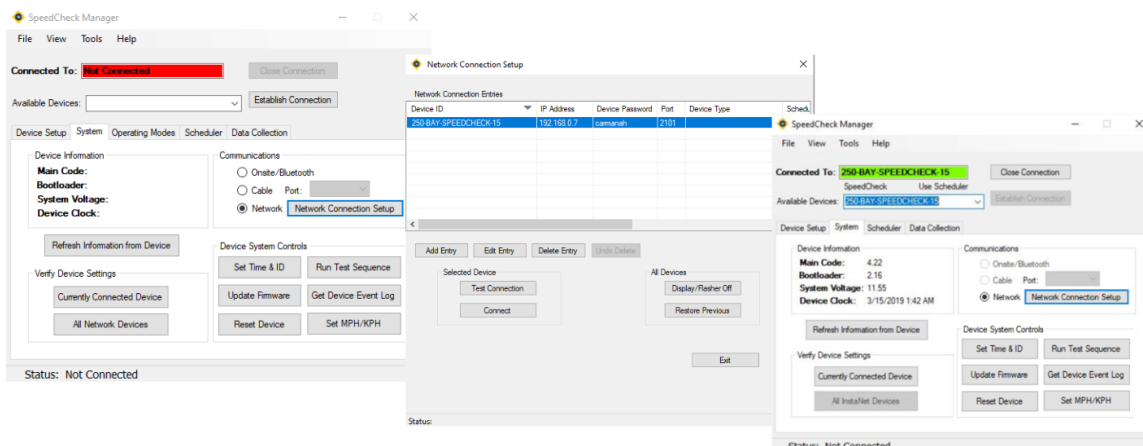 SpeedCheck Manager
File View Tools Help
Connected To: Not Connected Close Connection
Available Devices: Establish Connection
Device Setup System Operating Modes Scheduler Data Collection
Device Information
Main Code:
Bootloader:
System Voltage:
Device Clock:
Communications
Onsite/Bluetooth
Cable Port:
Network Network Connection Setup
Refresh Information from Device
Verify Device Settings
Currently Connected Device
All Network Devices
Device System Controls
Set Time & ID Run Test Sequence
Update Firmware Get Device Event Log
Reset Device Set MPH/KPH
Status: Not Connected
Network Connection Setup
Network Connection Entries
Device ID IP Address Device Password Port Device Type Schedu
250-BAY-SPEEDCHECK-15 192.168.0.7 carmanah 2101
Add Entry Edit Entry Delete Entry Undo Delete
Selected Device
Test Connection
Connect
All Devices
Display/Flasher Off
Restore Previous
Exit
Status:
SpeedCheck Manager
File View Tools Help
Connected To: 250-BAY-SPEEDCHECK-15 Close Connection
SpeedCheck Use Scheduler
Available Devices: 250-BAY-SPEEDCHECK-15 Establish Connection
Device Setup System Scheduler Data Collection
Device Information
Main Code: 4.22
Bootloader: 2.16
System Voltage: 11.55
Device Clock: 3/15/2019 1:42 AM
Communications
Onsite/Bluetooth
Cable Port:
Network Network Connection Setup
Refresh Information from Device
Verify Device Settings
Currently Connected Device
All InstaNet Devices
Device System Controls
Set Time & ID Run Test Sequence
Update Firmware Get Device Event Log
Reset Device Set MPH/KPH
Status: Not Connected